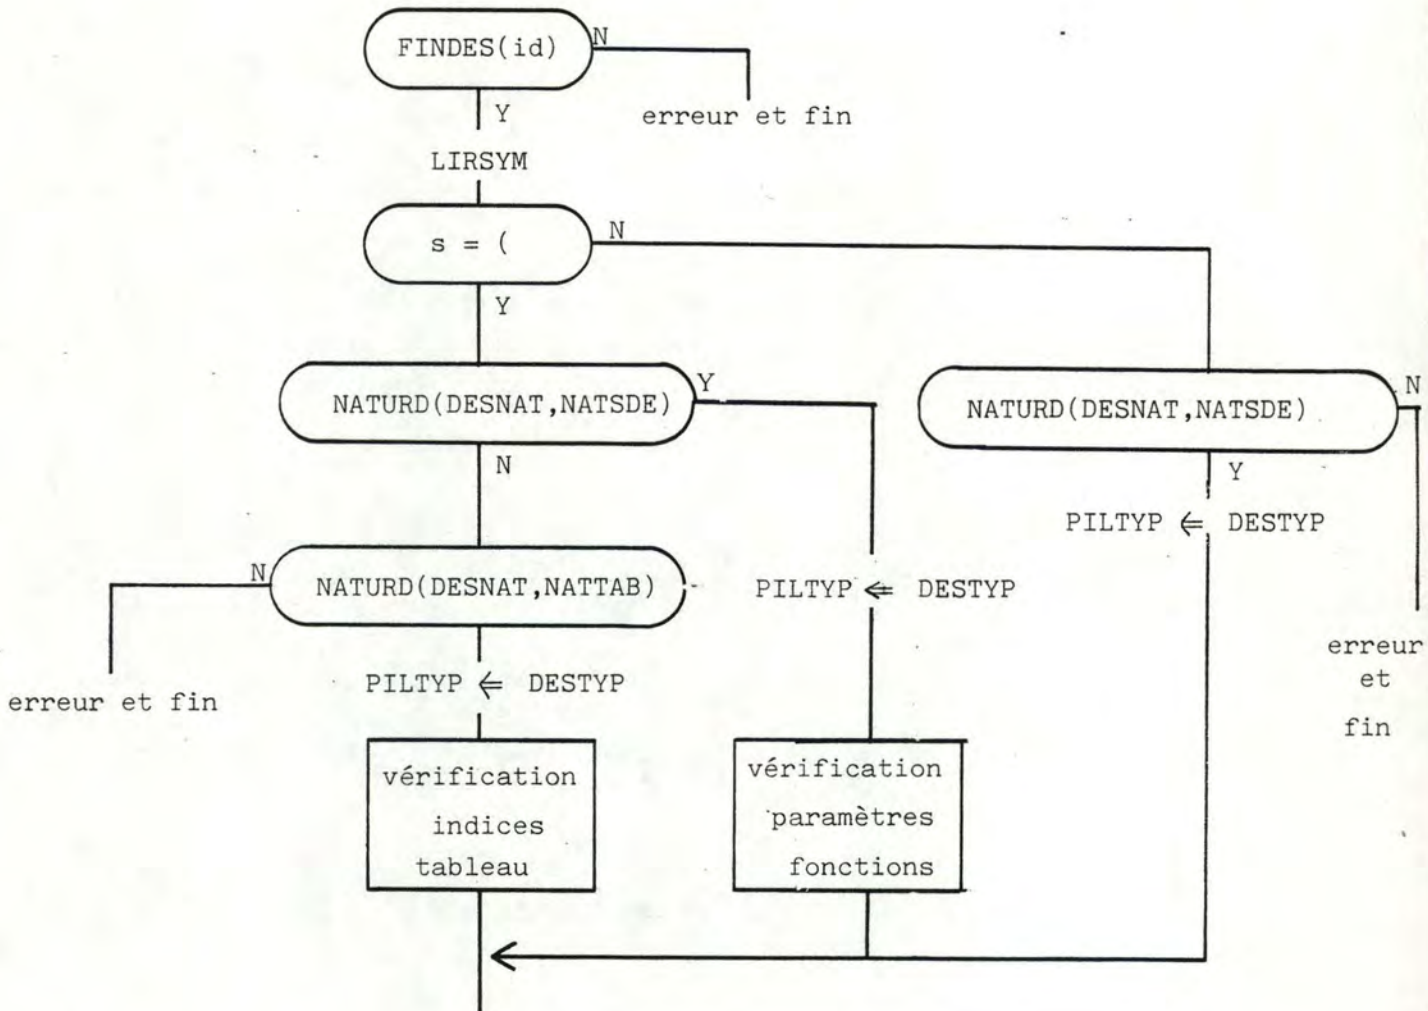 FINDES(id)
N
Y
erreur et fin
LIRSYM
s = (
N
Y
NATURD(DESNAT,NATSDE)
Y
N
NATURD(DESNAT,NATSDE)
N
Y
PILTYP ⇐ DESTYP
N
NATURD(DESNAT,NATTAB)
PILTYP ⇐ DESTYP
erreur
et
fin
PILTYP ⇐ DESTYP
erreur et fin
vérification
indices
tableau
vérification
paramètres
fonctions